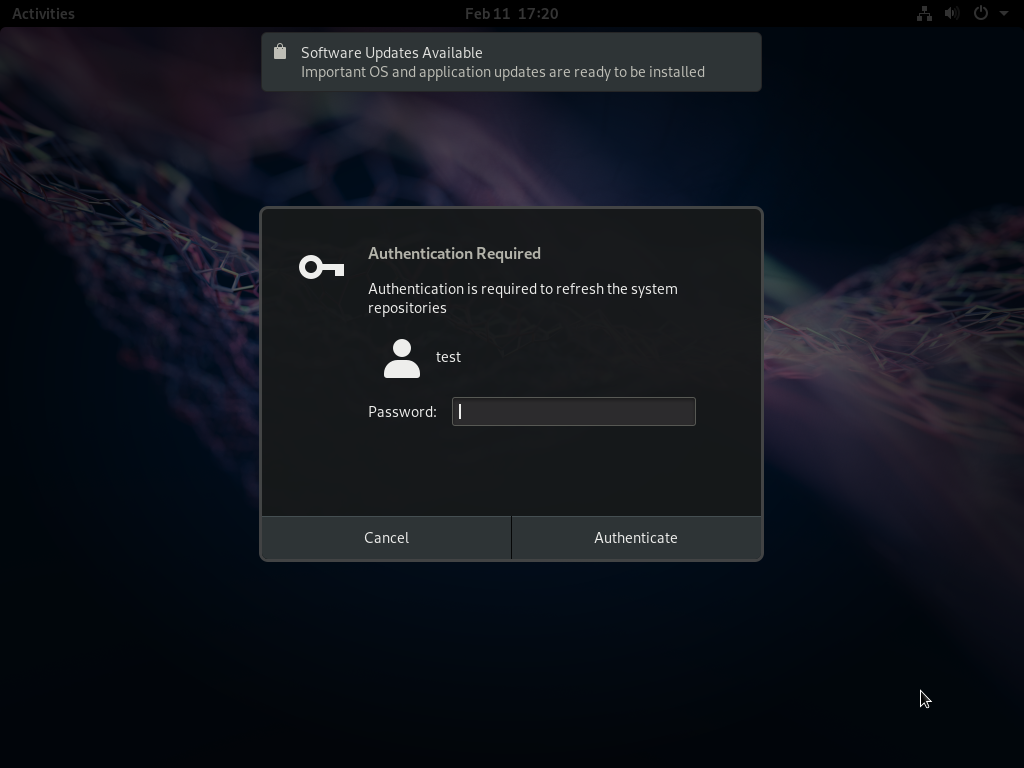 Activities
Feb 11 17:20
Software Updates Available
Important OS and application updates are ready to be installed
Authentication Required
Authentication is required to refresh the system
repositories
test
Password:
Cancel
Authenticate